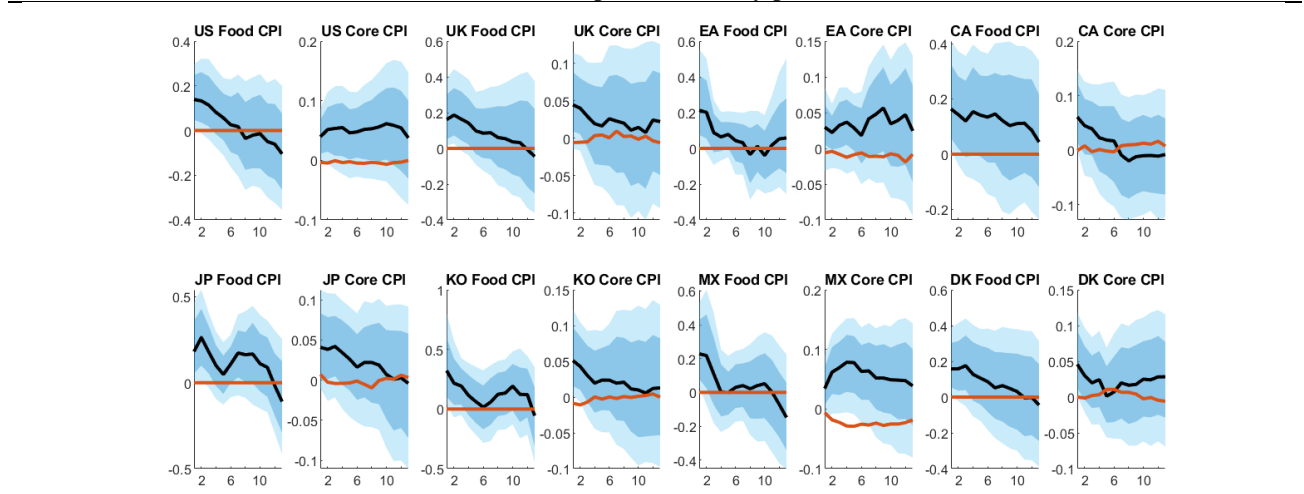 US Food CPI US Core CPI UK Food CPI UK Core CPI EA Food CPI EA Core CPI CA Food CPI CA Core CPI
0.4 0.2 0.6 0.1 0.6 0.15 0.4 0.2
0.2 0.1 0.4 0.05 0.4 0.1 0.2 0.1
0 0 0.2 0 0.2 0.05 0 0
-0.2 -0.1 0 -0.05 0 0 -0.2 -0.1
-0.4 -0.2 -0.1 -0.2 -0.05
-0.4 -0.4 -0.1
2 6 10 2 6 10 2 6 10 2 6 10 2 6 10 2 6 10 2 6 10 2 6 10
JP Food CPI JP Core CPI KO Food CPI KO Core CPI MX Food CPI MX Core CPI DK Food CPI DK Core CPI
0.5 0.1 1 0.15 0.6 0.2 0.6 0.15
0 0.05 0.5 0.1 0.4 0.1 0.4 0.1
-0.5 0 0 0.05 0.2 0 0.2 0.05
-0.05 -0.5 0 0 -0.1 0 0
-0.1 -0.05 -0.2 -0.2 -0.05
-0.1 -0.4 -0.4 -0.1
2 6 10 2 6 10 2 6 10 2 6 10 2 6 10 2 6 10 2 6 10 2 6 10